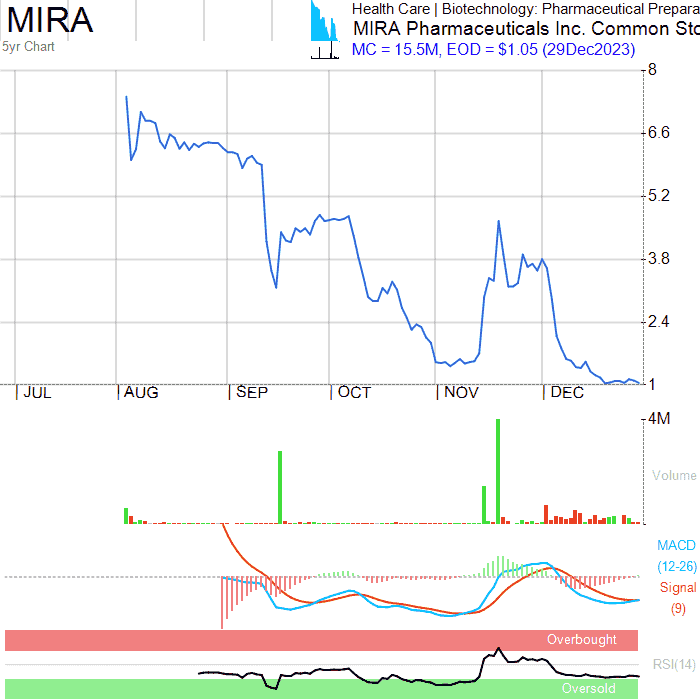 MIRA
5yr Chart
Health Care | Biotechnology: Pharmaceutical Prepara
MIRA Pharmaceuticals Inc. Common Sto
MC = 15.5M, EOD = $1.05 (29Dec2023)
8
6.6
5.2
3.8
2.4
1
JUL AUG SEP OCT NOV DEC
4M
Volume
MACD
(12-26)
Signal
(9)
Overbought
RSI(14)
Oversold